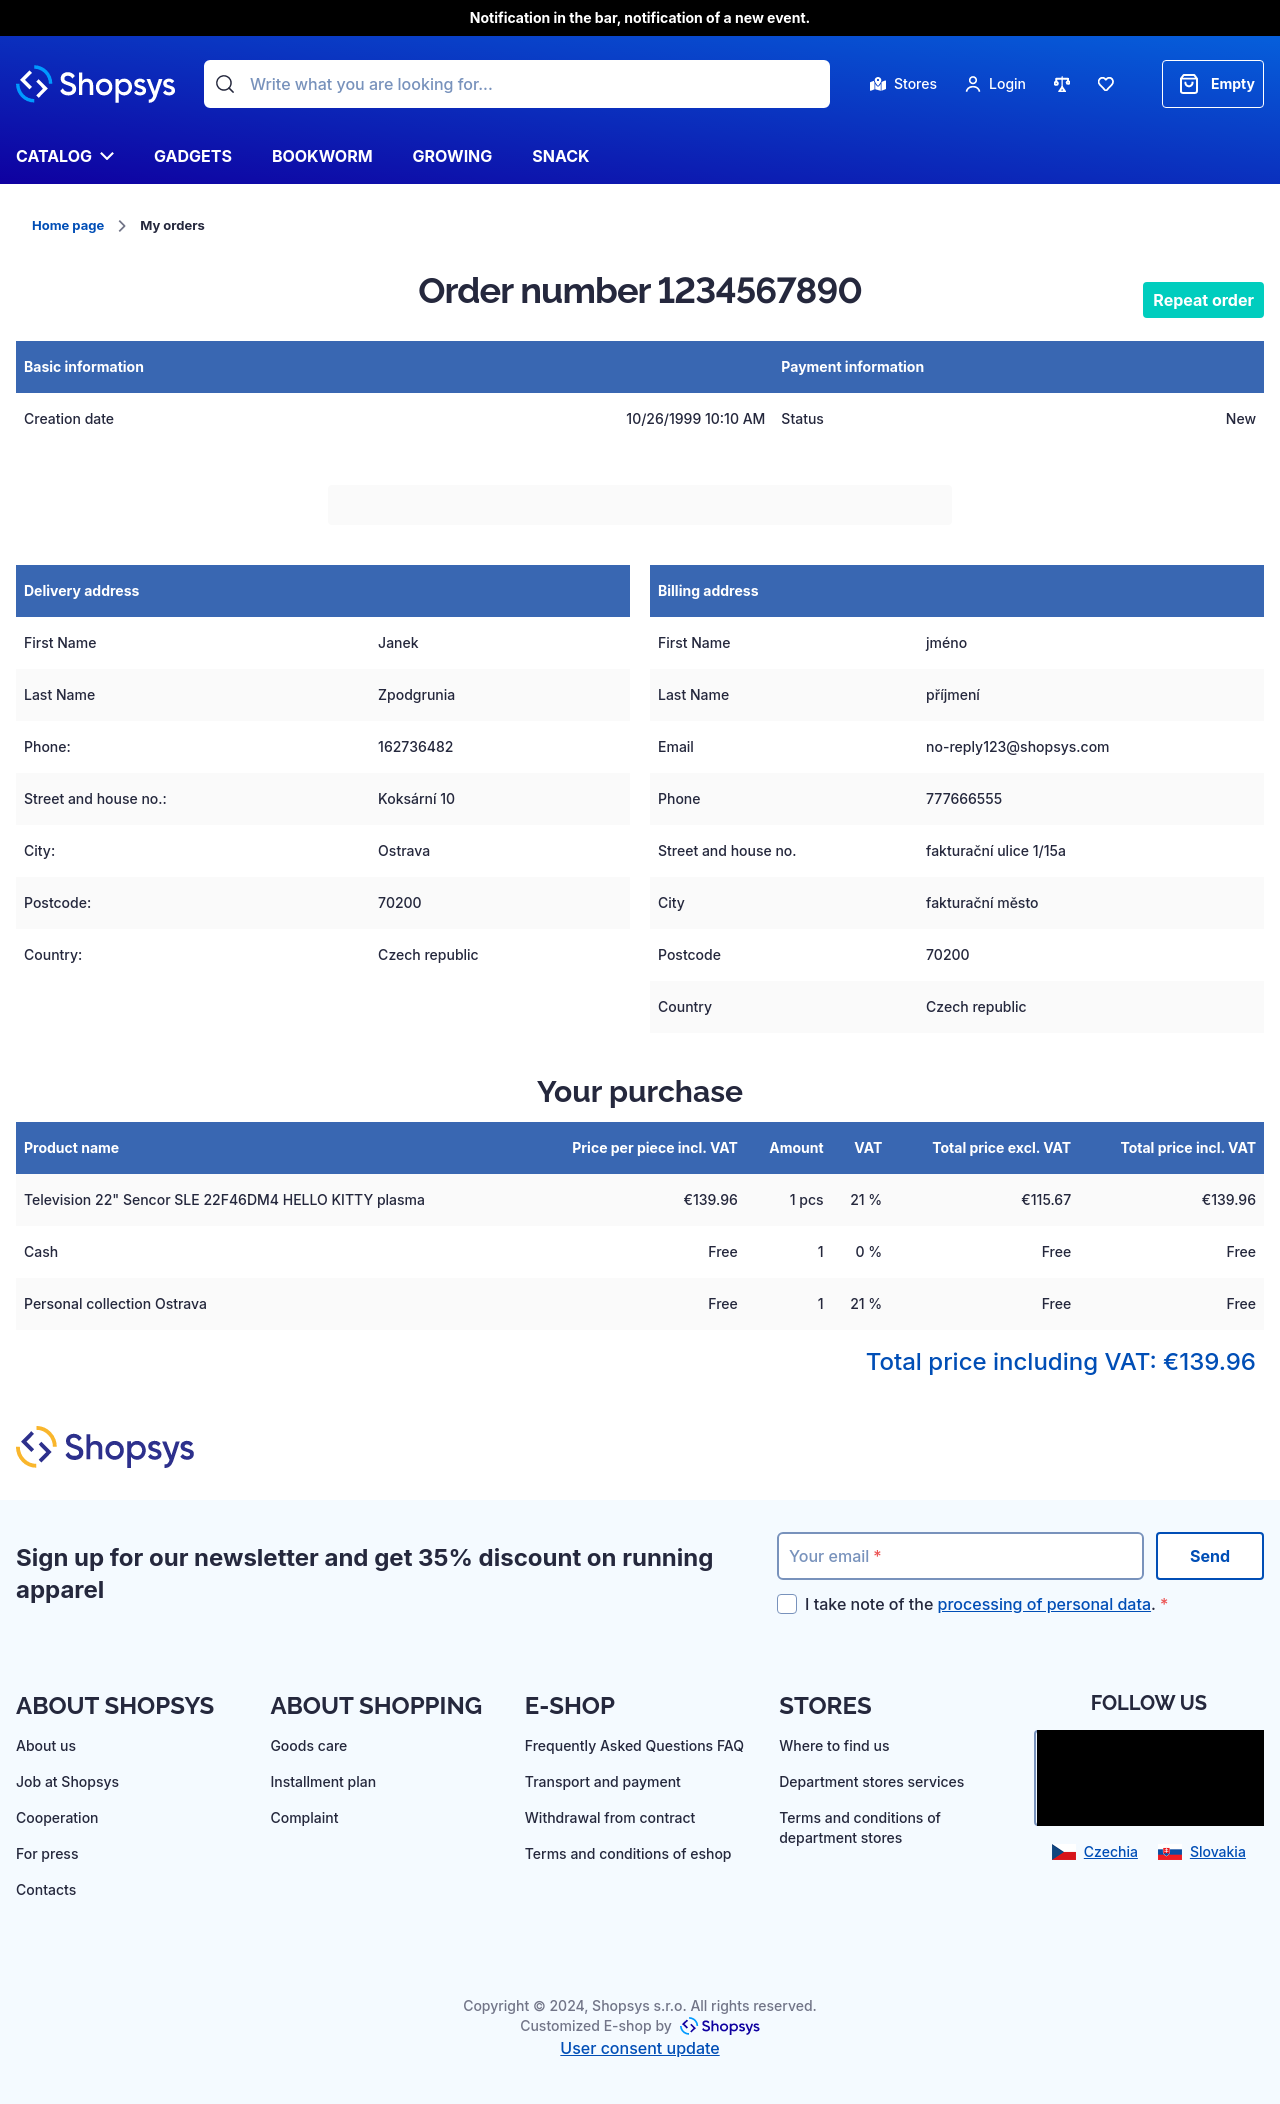 Notification in the bar, notification of a new event.
Shopsys
Write what you are looking for...
Stores
Login
Empty
CATALOG GADGETS BOOKWORM GROWING SNACK
Home page My orders
Order number 1234567890
Repeat order
Basic information Payment information
Creation date 10/26/1999 10:10 AM Status New
Delivery address
First Name Janek
Last Name Zpodgrunia
Phone: 162736482
Street and house no.: Koksární 10
City: Ostrava
Postcode: 70200
Country: Czech republic
Billing address
First Name jméno
Last Name příjmení
Email no-reply123@shopsys.com
Phone 777666555
Street and house no. fakturační ulice 1/15a
City fakturační město
Postcode 70200
Country Czech republic
Your purchase
Product name Price per piece incl. VAT Amount VAT Total price excl. VAT Total price incl. VAT
Television 22" Sencor SLE 22F46DM4 HELLO KITTY plasma €139.96 1 pcs 21 % €115.67 €139.96
Cash Free 1 0 % Free Free
Personal collection Ostrava Free 1 21 % Free Free
Total price including VAT: €139.96
Shopsys
Sign up for our newsletter and get 35% discount on running
apparel
Your email *
Send
I take note of the processing of personal data. *
ABOUT SHOPSYS
About us
Job at Shopsys
Cooperation
For press
Contacts
ABOUT SHOPPING
Goods care
Installment plan
Complaint
E-SHOP
Frequently Asked Questions FAQ
Transport and payment
Withdrawal from contract
Terms and conditions of eshop
STORES
Where to find us
Department stores services
Terms and conditions of
department stores
FOLLOW US
Czechia Slovakia
Copyright © 2024, Shopsys s.r.o. All rights reserved.
Customized E-shop by Shopsys
User consent update